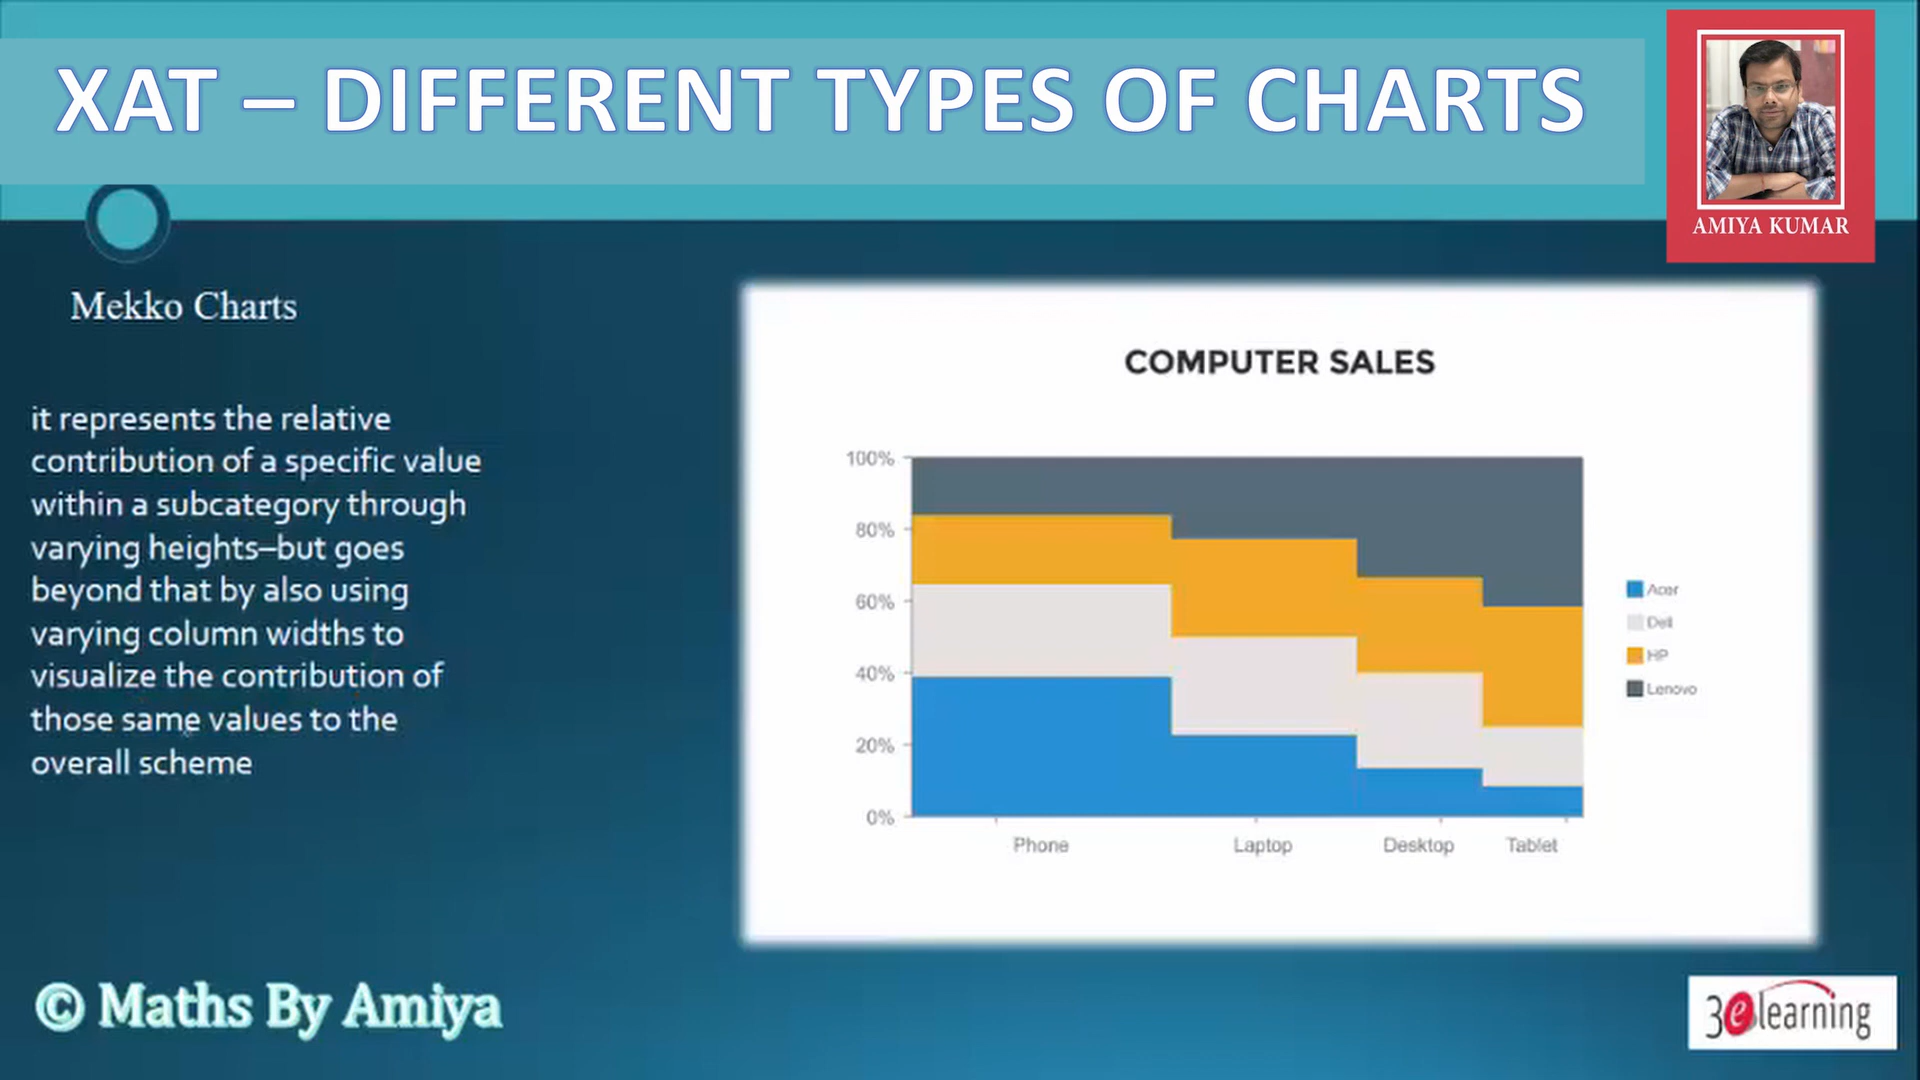 XAT – DIFFERENT TYPES OF CHARTS
AMIYA KUMAR
Mekko Charts
it represents the relative
contribution of a specific value
within a subcategory through
varying heights–but goes
beyond that by also using
varying column widths to
visualize the contribution of
those same values to the
overall scheme
COMPUTER SALES
100%
80%
60%
40%
20%
0%
Phone Laptop Desktop Tablet
Acer
Dell
HP
Lenovo
© Maths By Amiya
3elearning